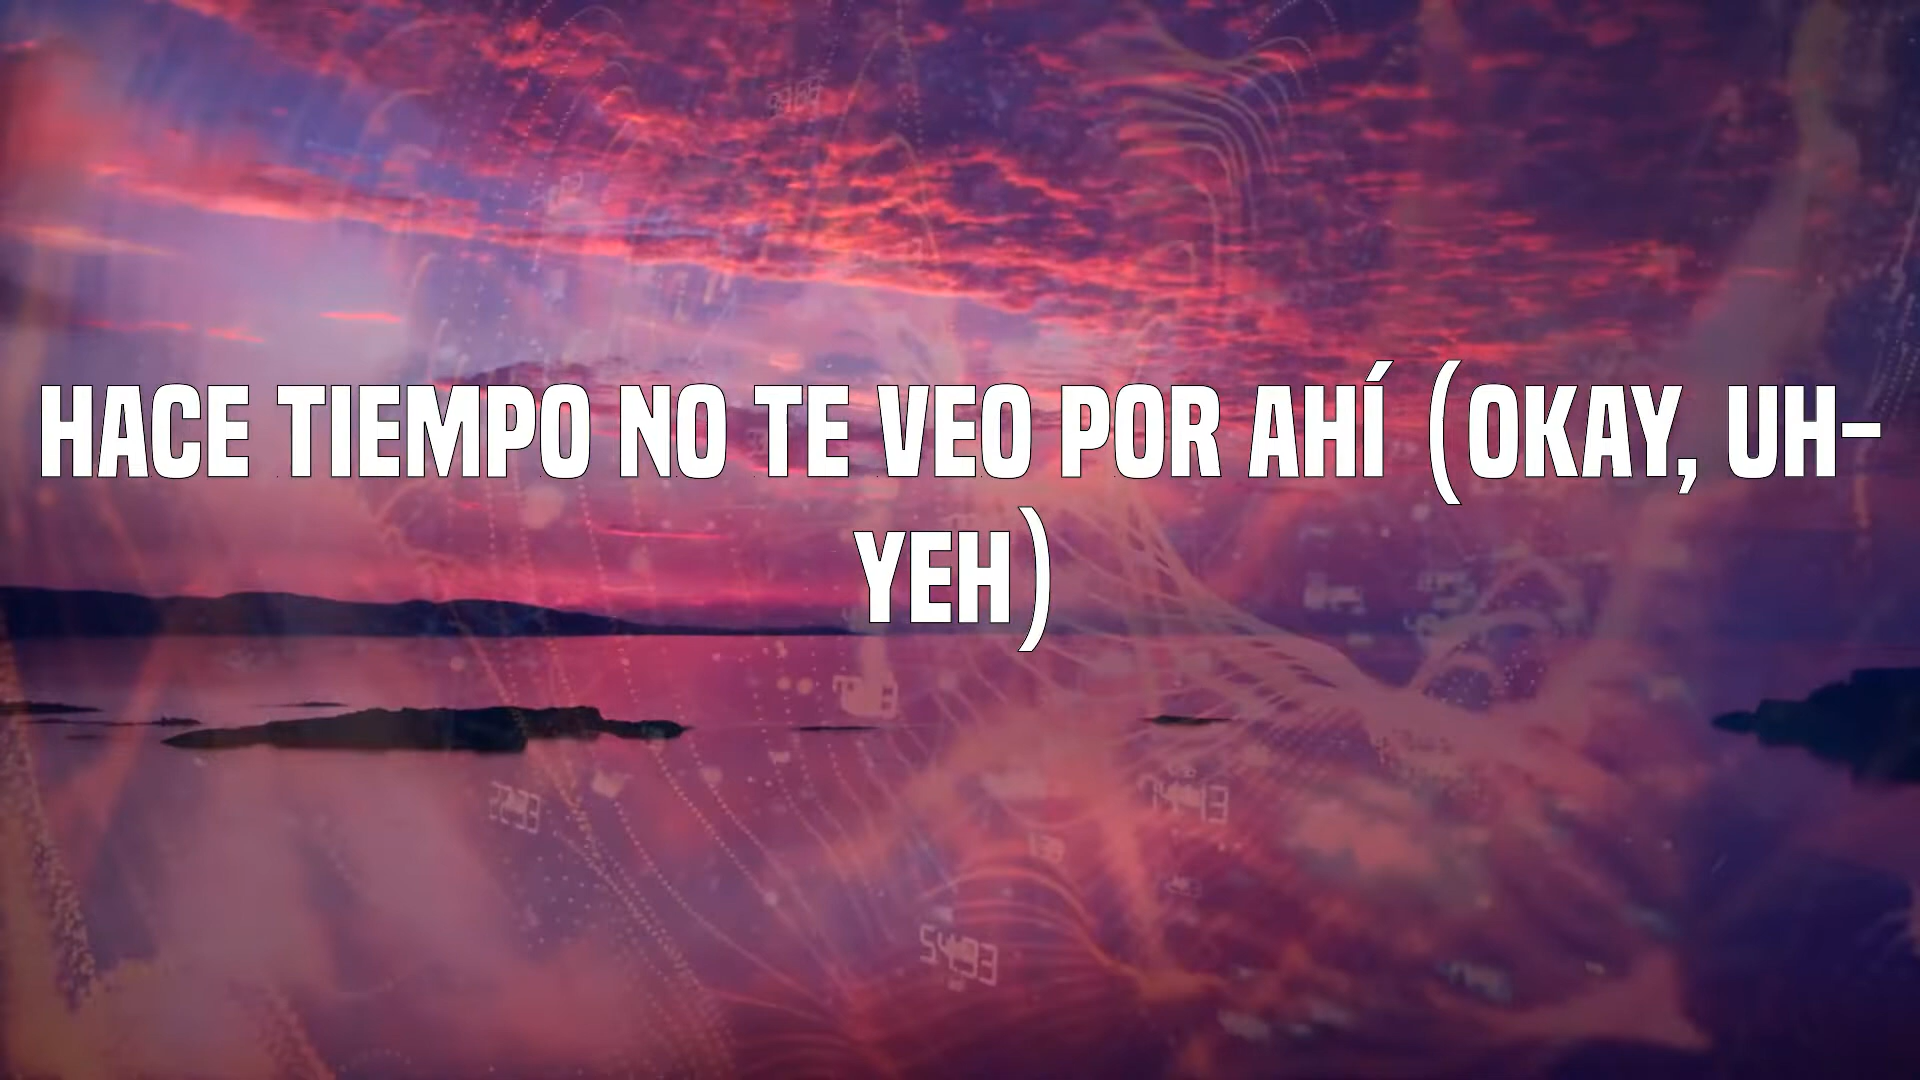 HACE TIEMPO NO TE VEO POR AHÍ (OKAY, UH-
YEH)